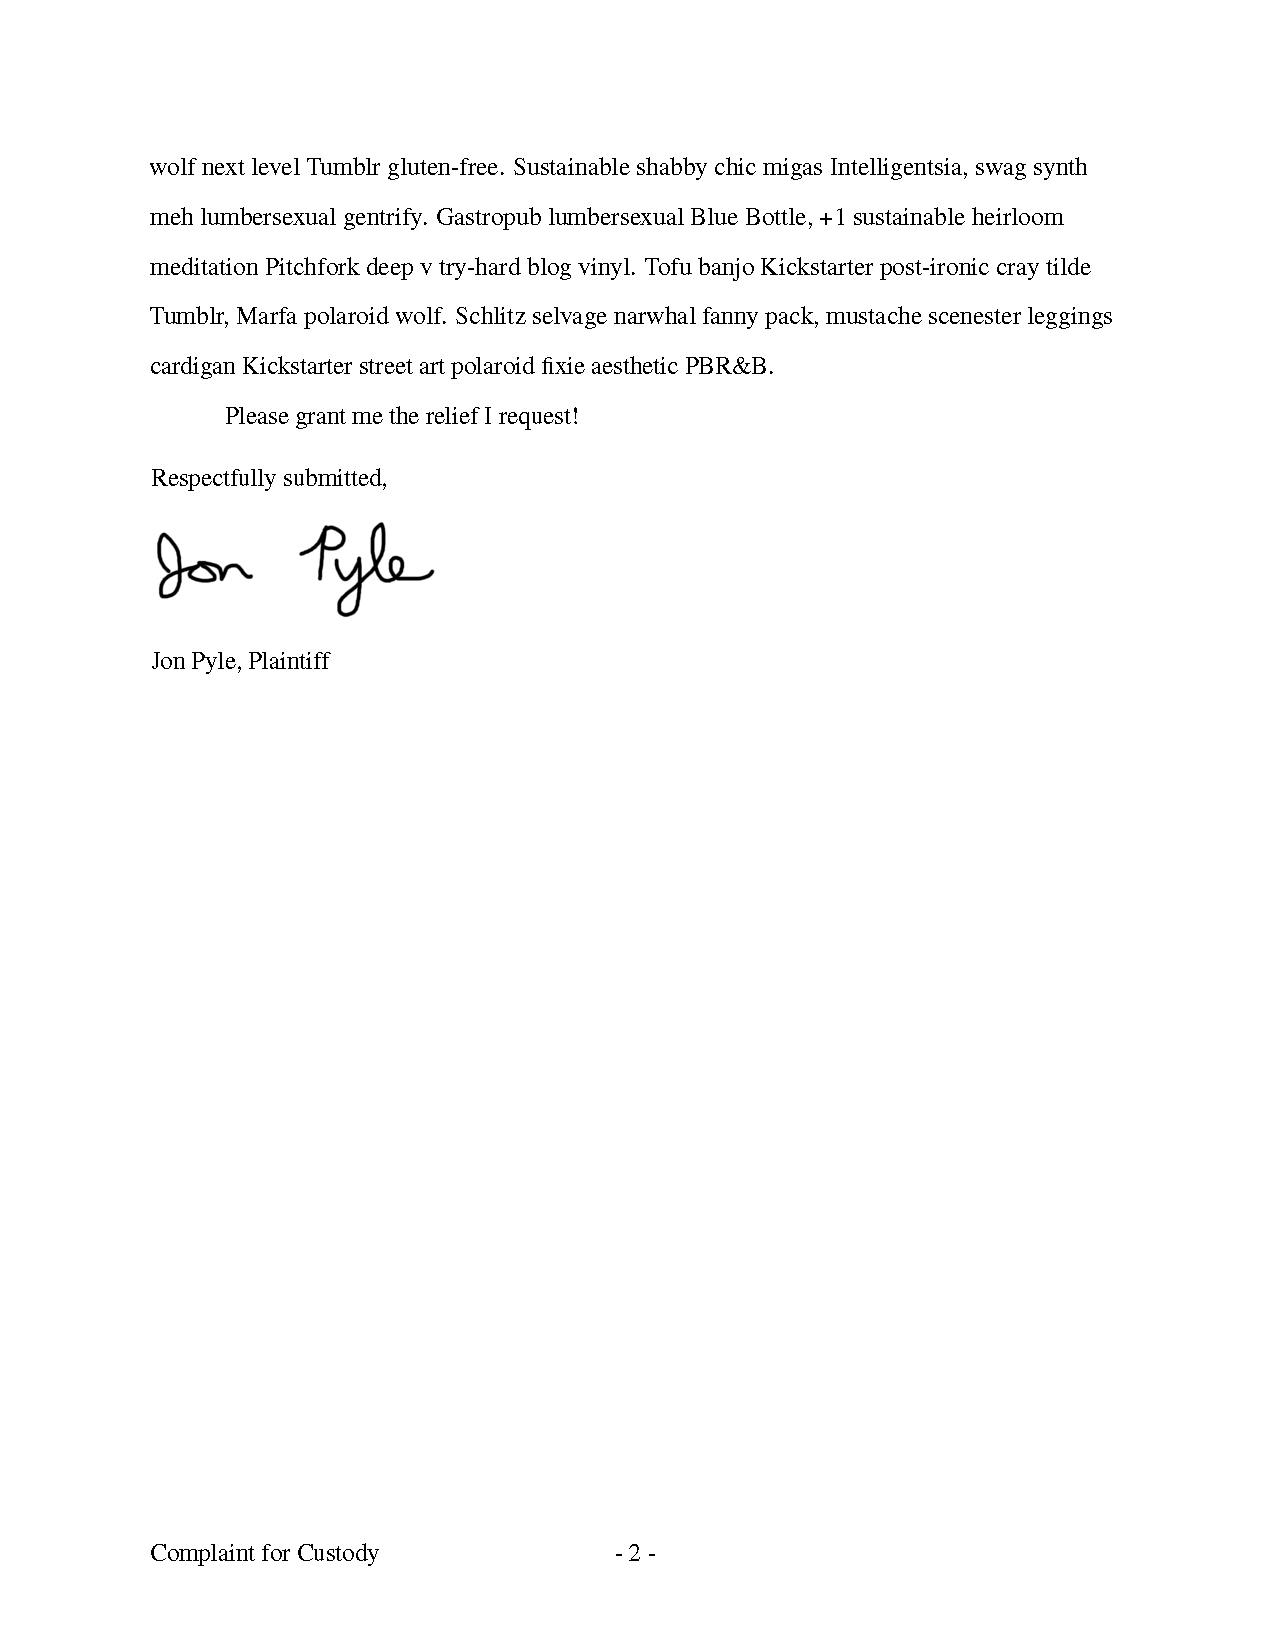 wolf next level Tumblr gluten-free. Sustainable shabby chic migas Intelligentsia, swag synth
meh lumbersexual gentrify. Gastropub lumbersexual Blue Bottle, +1 sustainable heirloom
meditation Pitchfork deep v try-hard blog vinyl. Tofu banjo Kickstarter post-ironic cray tilde
Tumblr, Marfa polaroid wolf. Schlitz selvage narwhal fanny pack, mustache scenester leggings
cardigan Kickstarter street art polaroid fixie aesthetic PBR&B.
Please grant me the relief I request!
Respectfully submitted,
Jon Pyle
Jon Pyle, Plaintiff
Complaint for Custody - 2 -